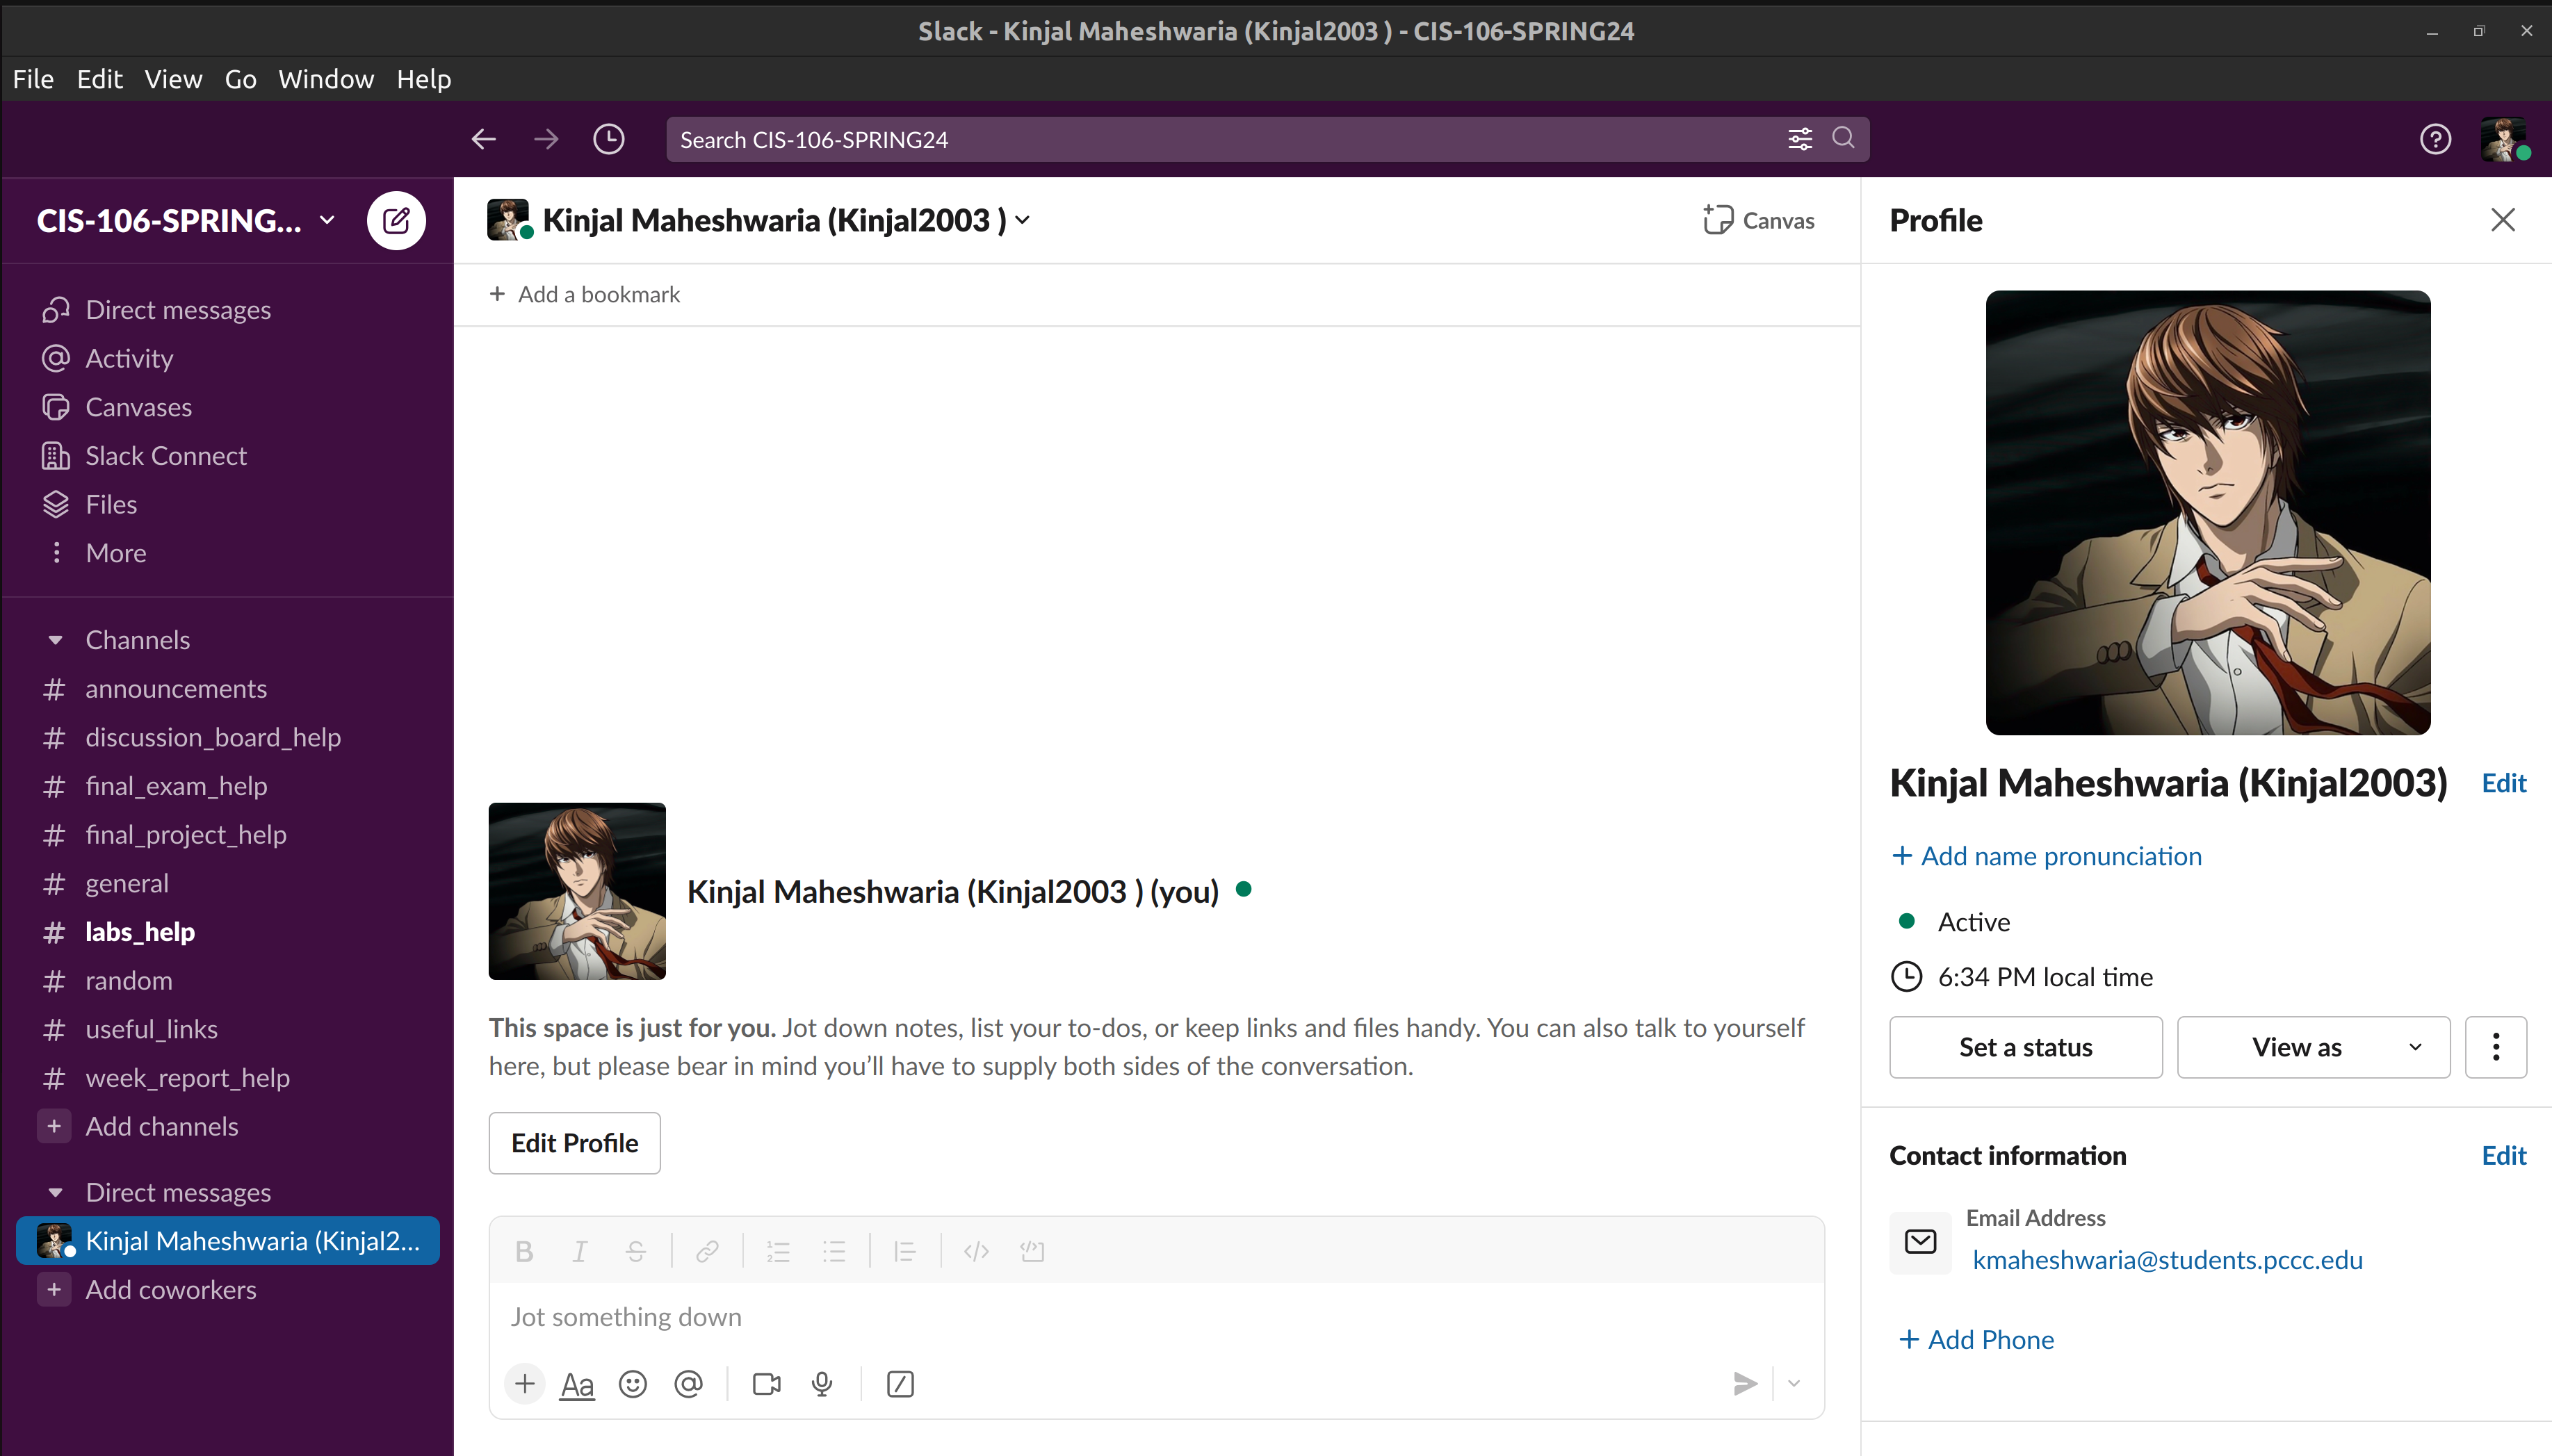 Slack - Kinjal Maheshwaria (Kinjal2003 ) - CIS-106-SPRING24
File Edit View Go Window Help
Search CIS-106-SPRING24
CIS-106-SPRING...
Direct messages
Activity
Canvases
Slack Connect
Files
More
Channels
# announcements
# discussion_board_help
# final_exam_help
# final_project_help
# general
# labs_help
# random
# useful_links
# week_report_help
+ Add channels
Direct messages
Kinjal Maheshwaria (Kinjal2...
+ Add coworkers
Kinjal Maheshwaria (Kinjal2003 )
Canvas
+ Add a bookmark
Kinjal Maheshwaria (Kinjal2003 ) (you)
This space is just for you. Jot down notes, list your to-dos, or keep links and files handy. You can also talk to yourself
here, but please bear in mind you’ll have to supply both sides of the conversation.
Edit Profile
B I S
Jot something down
+ Aa @
Profile
Kinjal Maheshwaria (Kinjal2003) Edit
+ Add name pronunciation
Active
6:34 PM local time
Set a status View as
Contact information Edit
Email Address
kmaheshwaria@students.pccc.edu
+ Add Phone